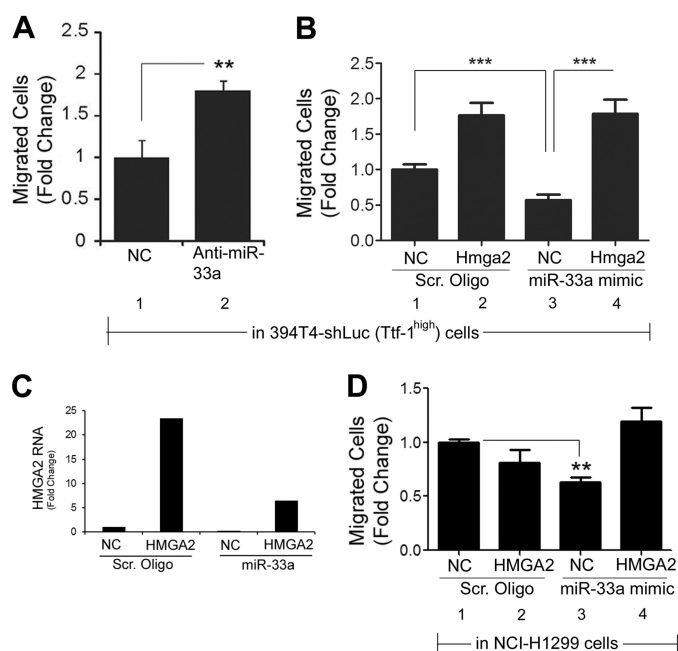 A
Migrated Cells
(Fold Change)
2.5
2
1.5
1
0.5
0
**
NC
Anti-miR-
33a
1
2
B
Migrated Cells
(Fold Change)
2.5
2.0
1.5
1.0
0.5
0.0
***
***
NC
Hmga2
NC
Hmga2
Scr. Oligo
miR-33a mimic
1
2
3
4
in 394T4-shLuc (Ttf-1high) cells
C
HMGA2 RNA
(Fold Change)
25
20
15
10
5
0
NC
HMGA2
NC
HMGA2
Scr. Oligo
miR-33a
D
Migrated Cells
(Fold Change)
1.5
1.0
0.5
0.0
**
NC
HMGA2
NC
HMGA2
Scr. Oligo
miR-33a mimic
1
2
3
4
in NCI-H1299 cells